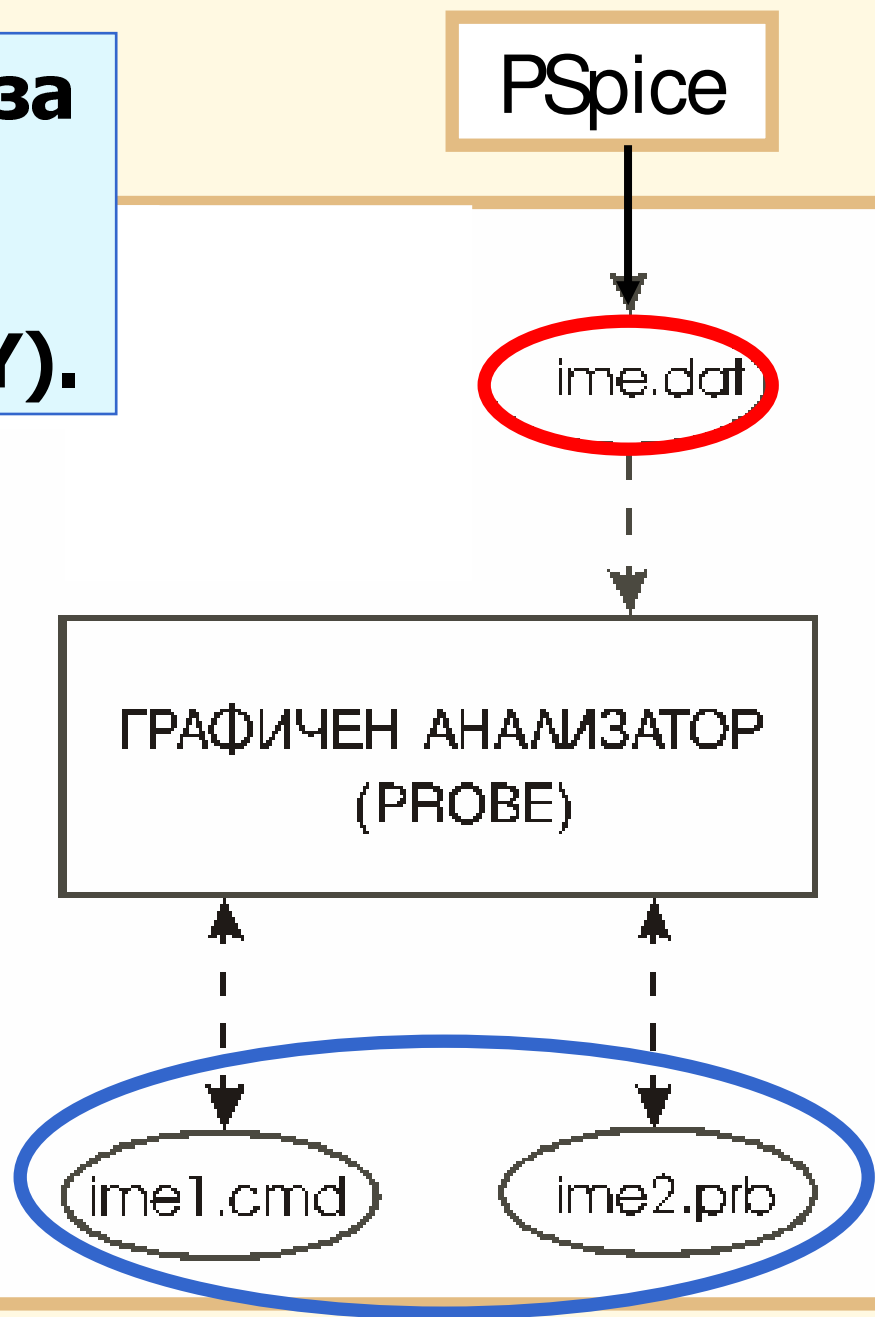 за
Y).
PSpice
ime.dat
ГРАФИЧЕН АНАЛИЗАТОР
(PROBE)
ime1.cmd
ime2.prb